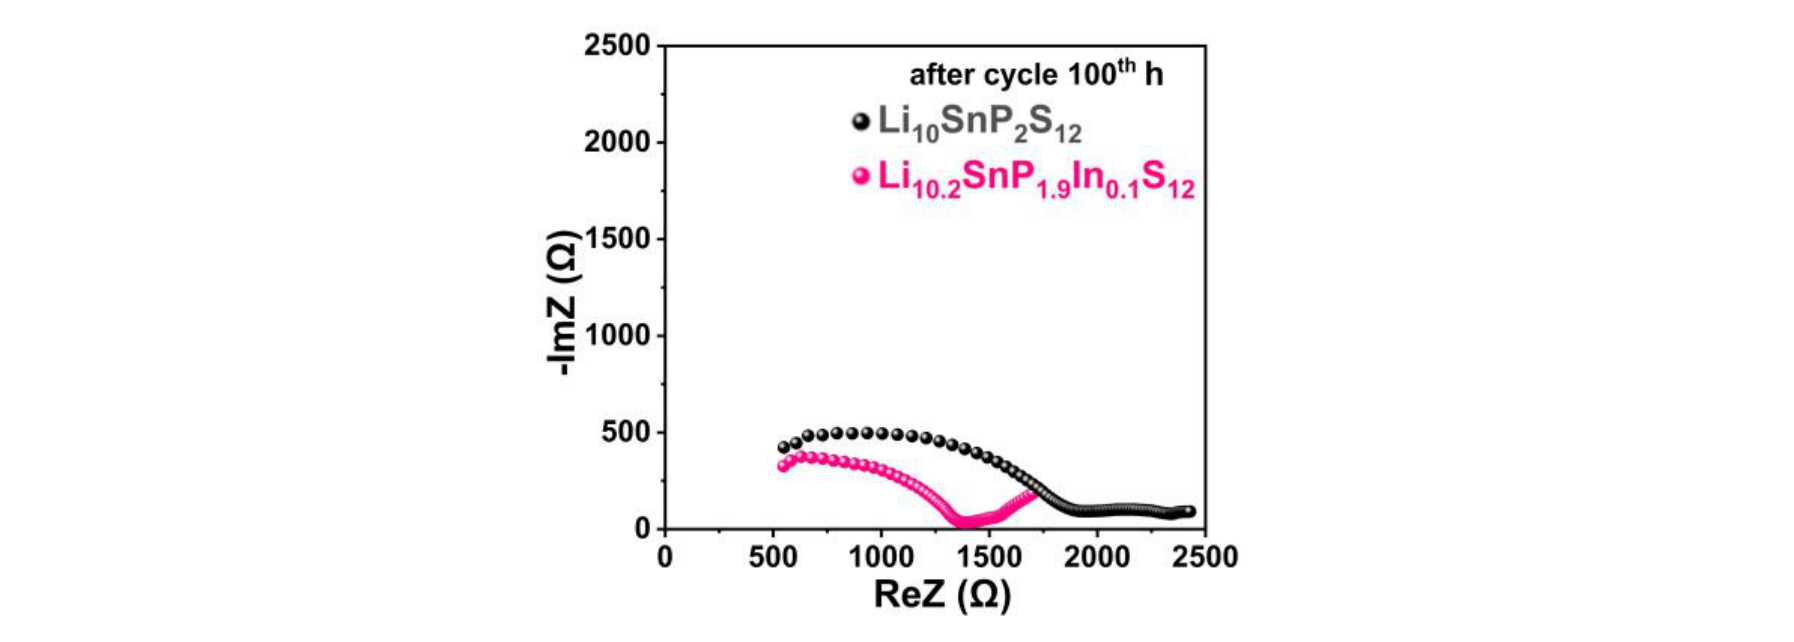 2500
after cycle 100th h
Li10SnP2S12
2000
Li10.2SnP1.9In0.1S12
1500
-ImZ (Ω)
1000
500
0
0 500 1000 1500 2000 2500
ReZ (Ω)